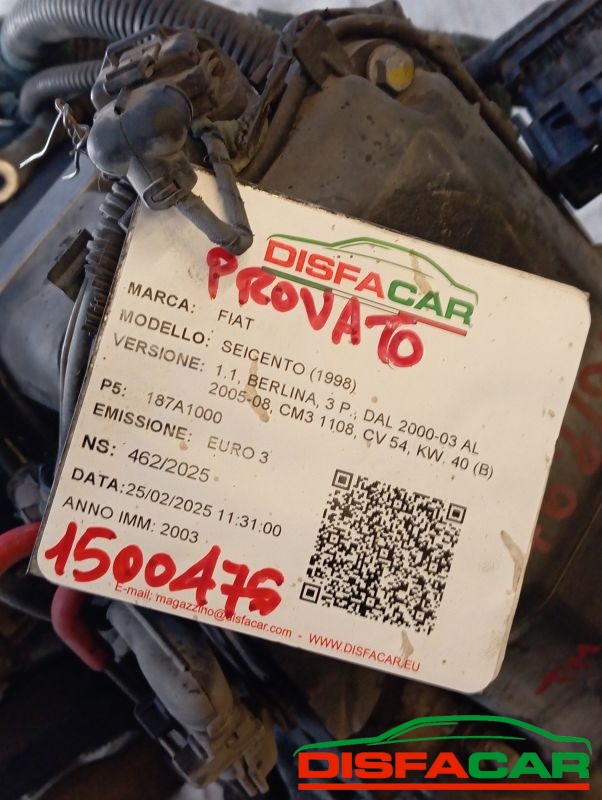 DISFACAR
PROVATO
MARCA: FIAT
MODELLO: SEICENTO (1998)
VERSIONE: 1.1, BERLINA, 3 P., DAL 2000-03 AL
2005-08, CM3 1108, CV 54, KW. 40 (B)
P5: 187A1000
EMISSIONE: EURO 3
NS: 462/2025
DATA:25/02/2025 11:31:00
ANNO IMM: 2003
1500476
E-mail: magazzino@disfacar.com - WWW.DISFACAR.EU
DISFACAR